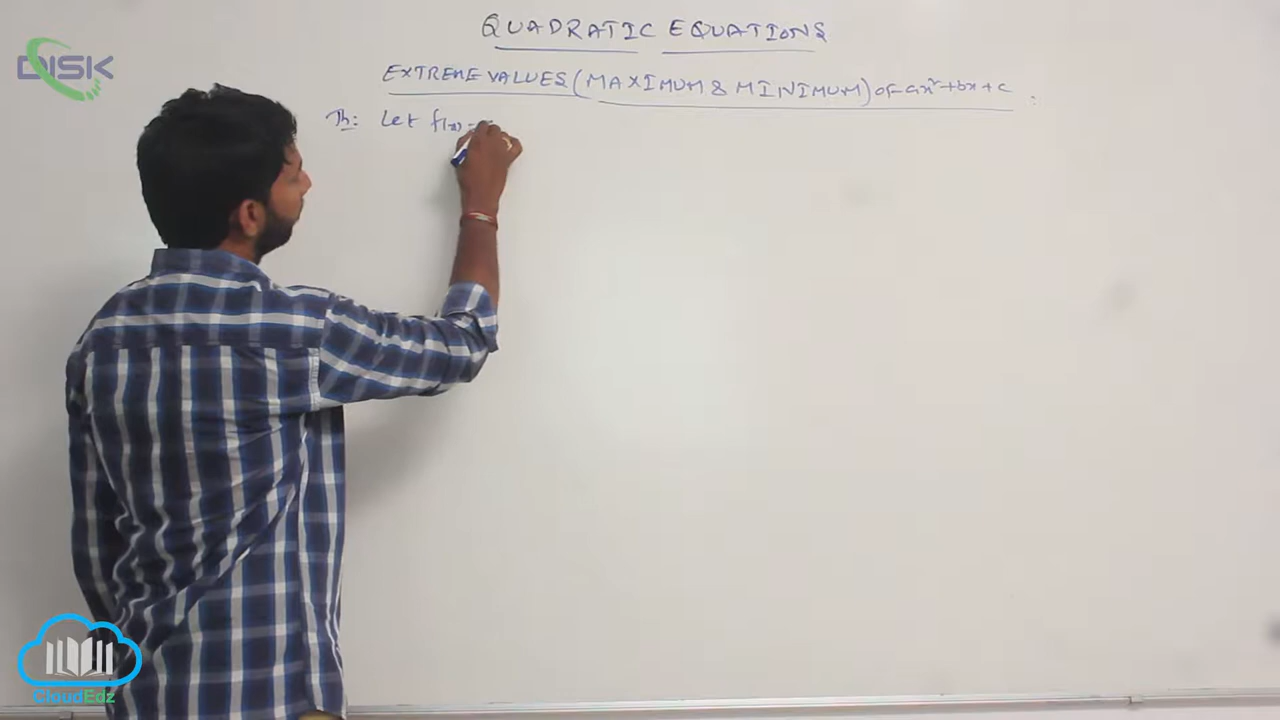 DISK
QUADRATIC EQUATIONS
EXTREME VALUES (MAXIMUM & MINIMUM) of ax²+bx+c
Th: Let f(x) =
CloudEdz